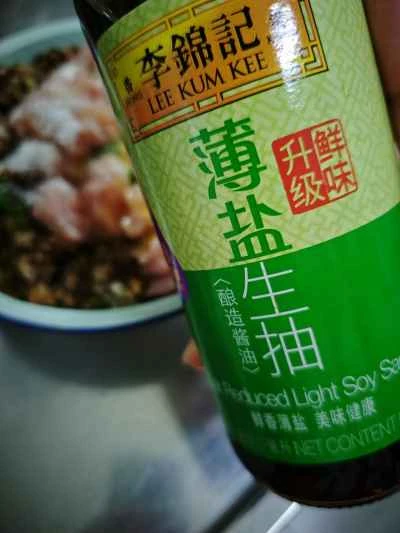 李錦記
LEE KUM KEE
薄盐
生抽
鲜味
升级
〈酿造酱油〉
Reduced Light Soy
鲜香薄盐 美味健康
NET CONTENT